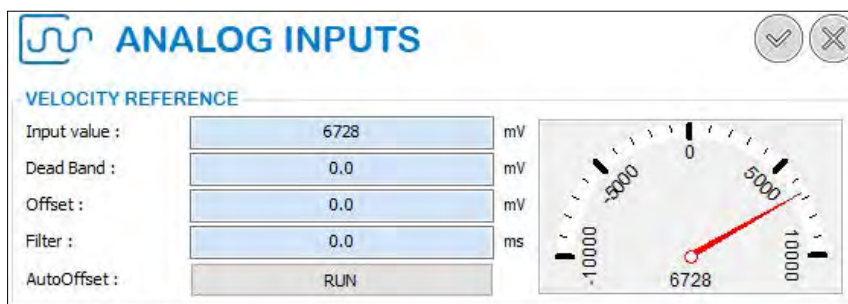 ANALOG INPUTS
VELOCITY REFERENCE
Input value : 6728 mV
Dead Band : 0.0 mV
Offset : 0.0 mV
Filter : 0.0 ms
AutoOffset : RUN
-10000
-5000
0
5000
10000
6728